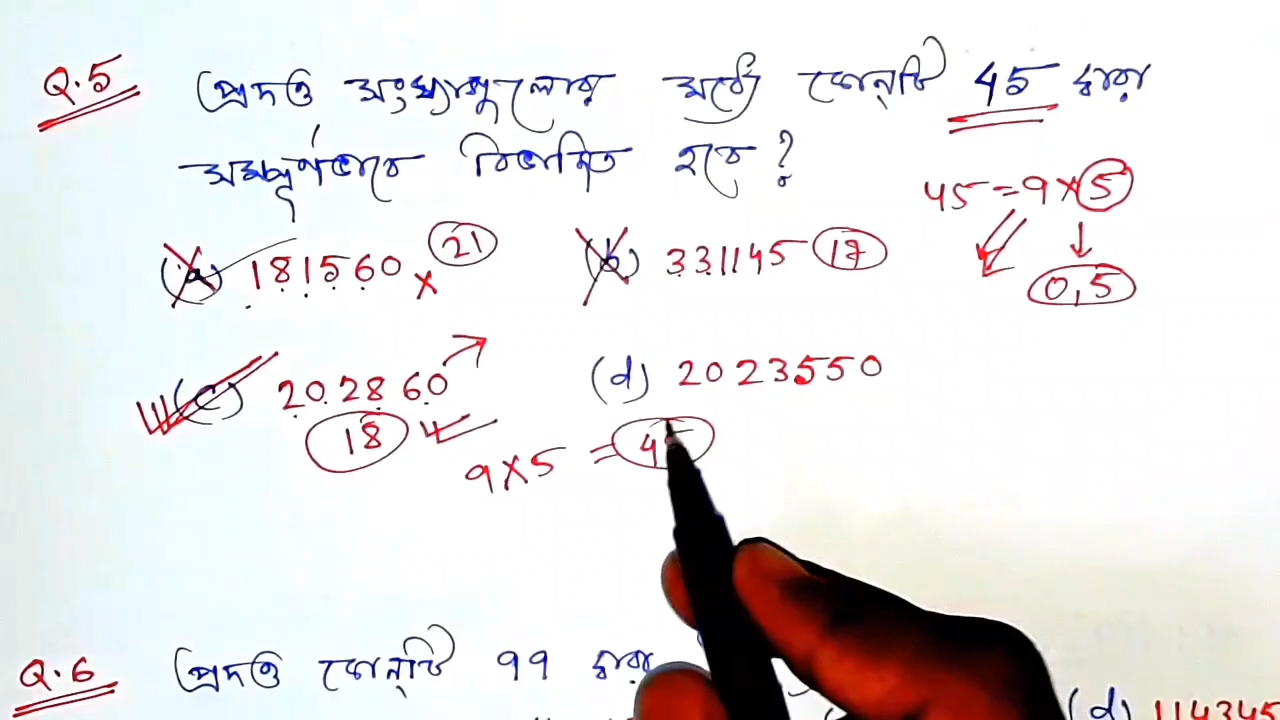 Q.5 প্রদত্ত সংখ্যাগুলোর মধ্যে কোনটি 45 দ্বারা
সম্পূর্ণভাবে বিভাজিত হবে ?
45 = 9 × 5
0,5
(a) 181560 × 21
(b) 331145 17
(c) 202860
18
(d) 2023550
9 × 5 = 45
Q.6 প্রদত্ত কোনটি 99 দ্বারা
(d) 114345